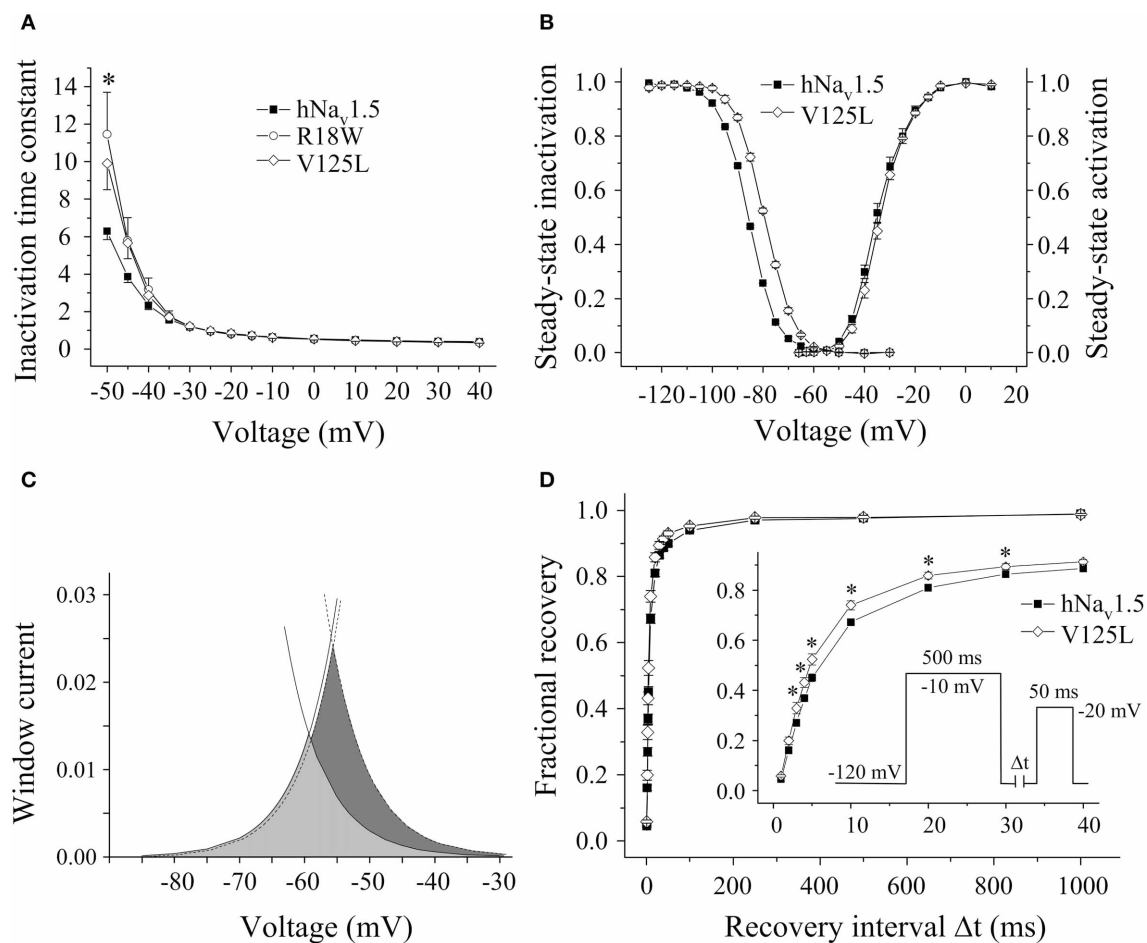 A
Inactivation time constant
14
12
10
8
6
4
2
0
*
hNav1.5
R18W
V125L
-50 -40 -30 -20 -10 0 10 20 30 40
Voltage (mV)
B
Steady-state inactivation
1.0
0.8
0.6
0.4
0.2
0.0
hNav1.5
V125L
1.0
0.8
0.6
0.4
0.2
0.0
Steady-state activation
-120 -100 -80 -60 -40 -20 0 20
Voltage (mV)
C
Window current
0.03
0.02
0.01
0.00
-80 -70 -60 -50 -40 -30
Voltage (mV)
D
Fractional recovery
1.0
0.8
0.6
0.4
0.2
0.0
0.8
0.6
0.4
0.2
0.0
* * * * * *
hNav1.5
V125L
500 ms
-10 mV
50 ms
-20 mV
-120 mV
Δt
0 10 20 30 40
0 200 400 600 800 1000
Recovery interval Δt (ms)